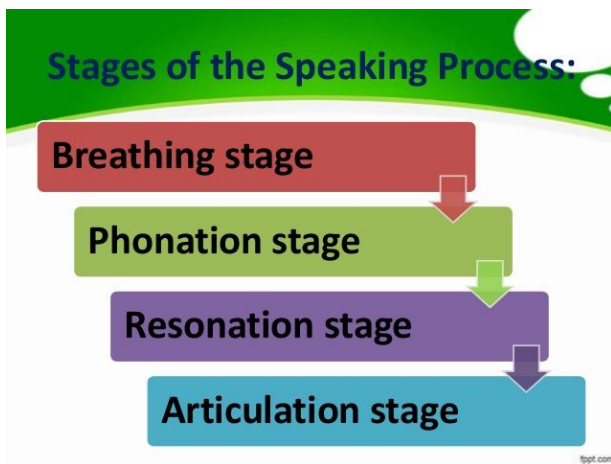 Stages of the Speaking Process:
Breathing stage
Phonation stage
Resonation stage
Articulation stage
fppt.com